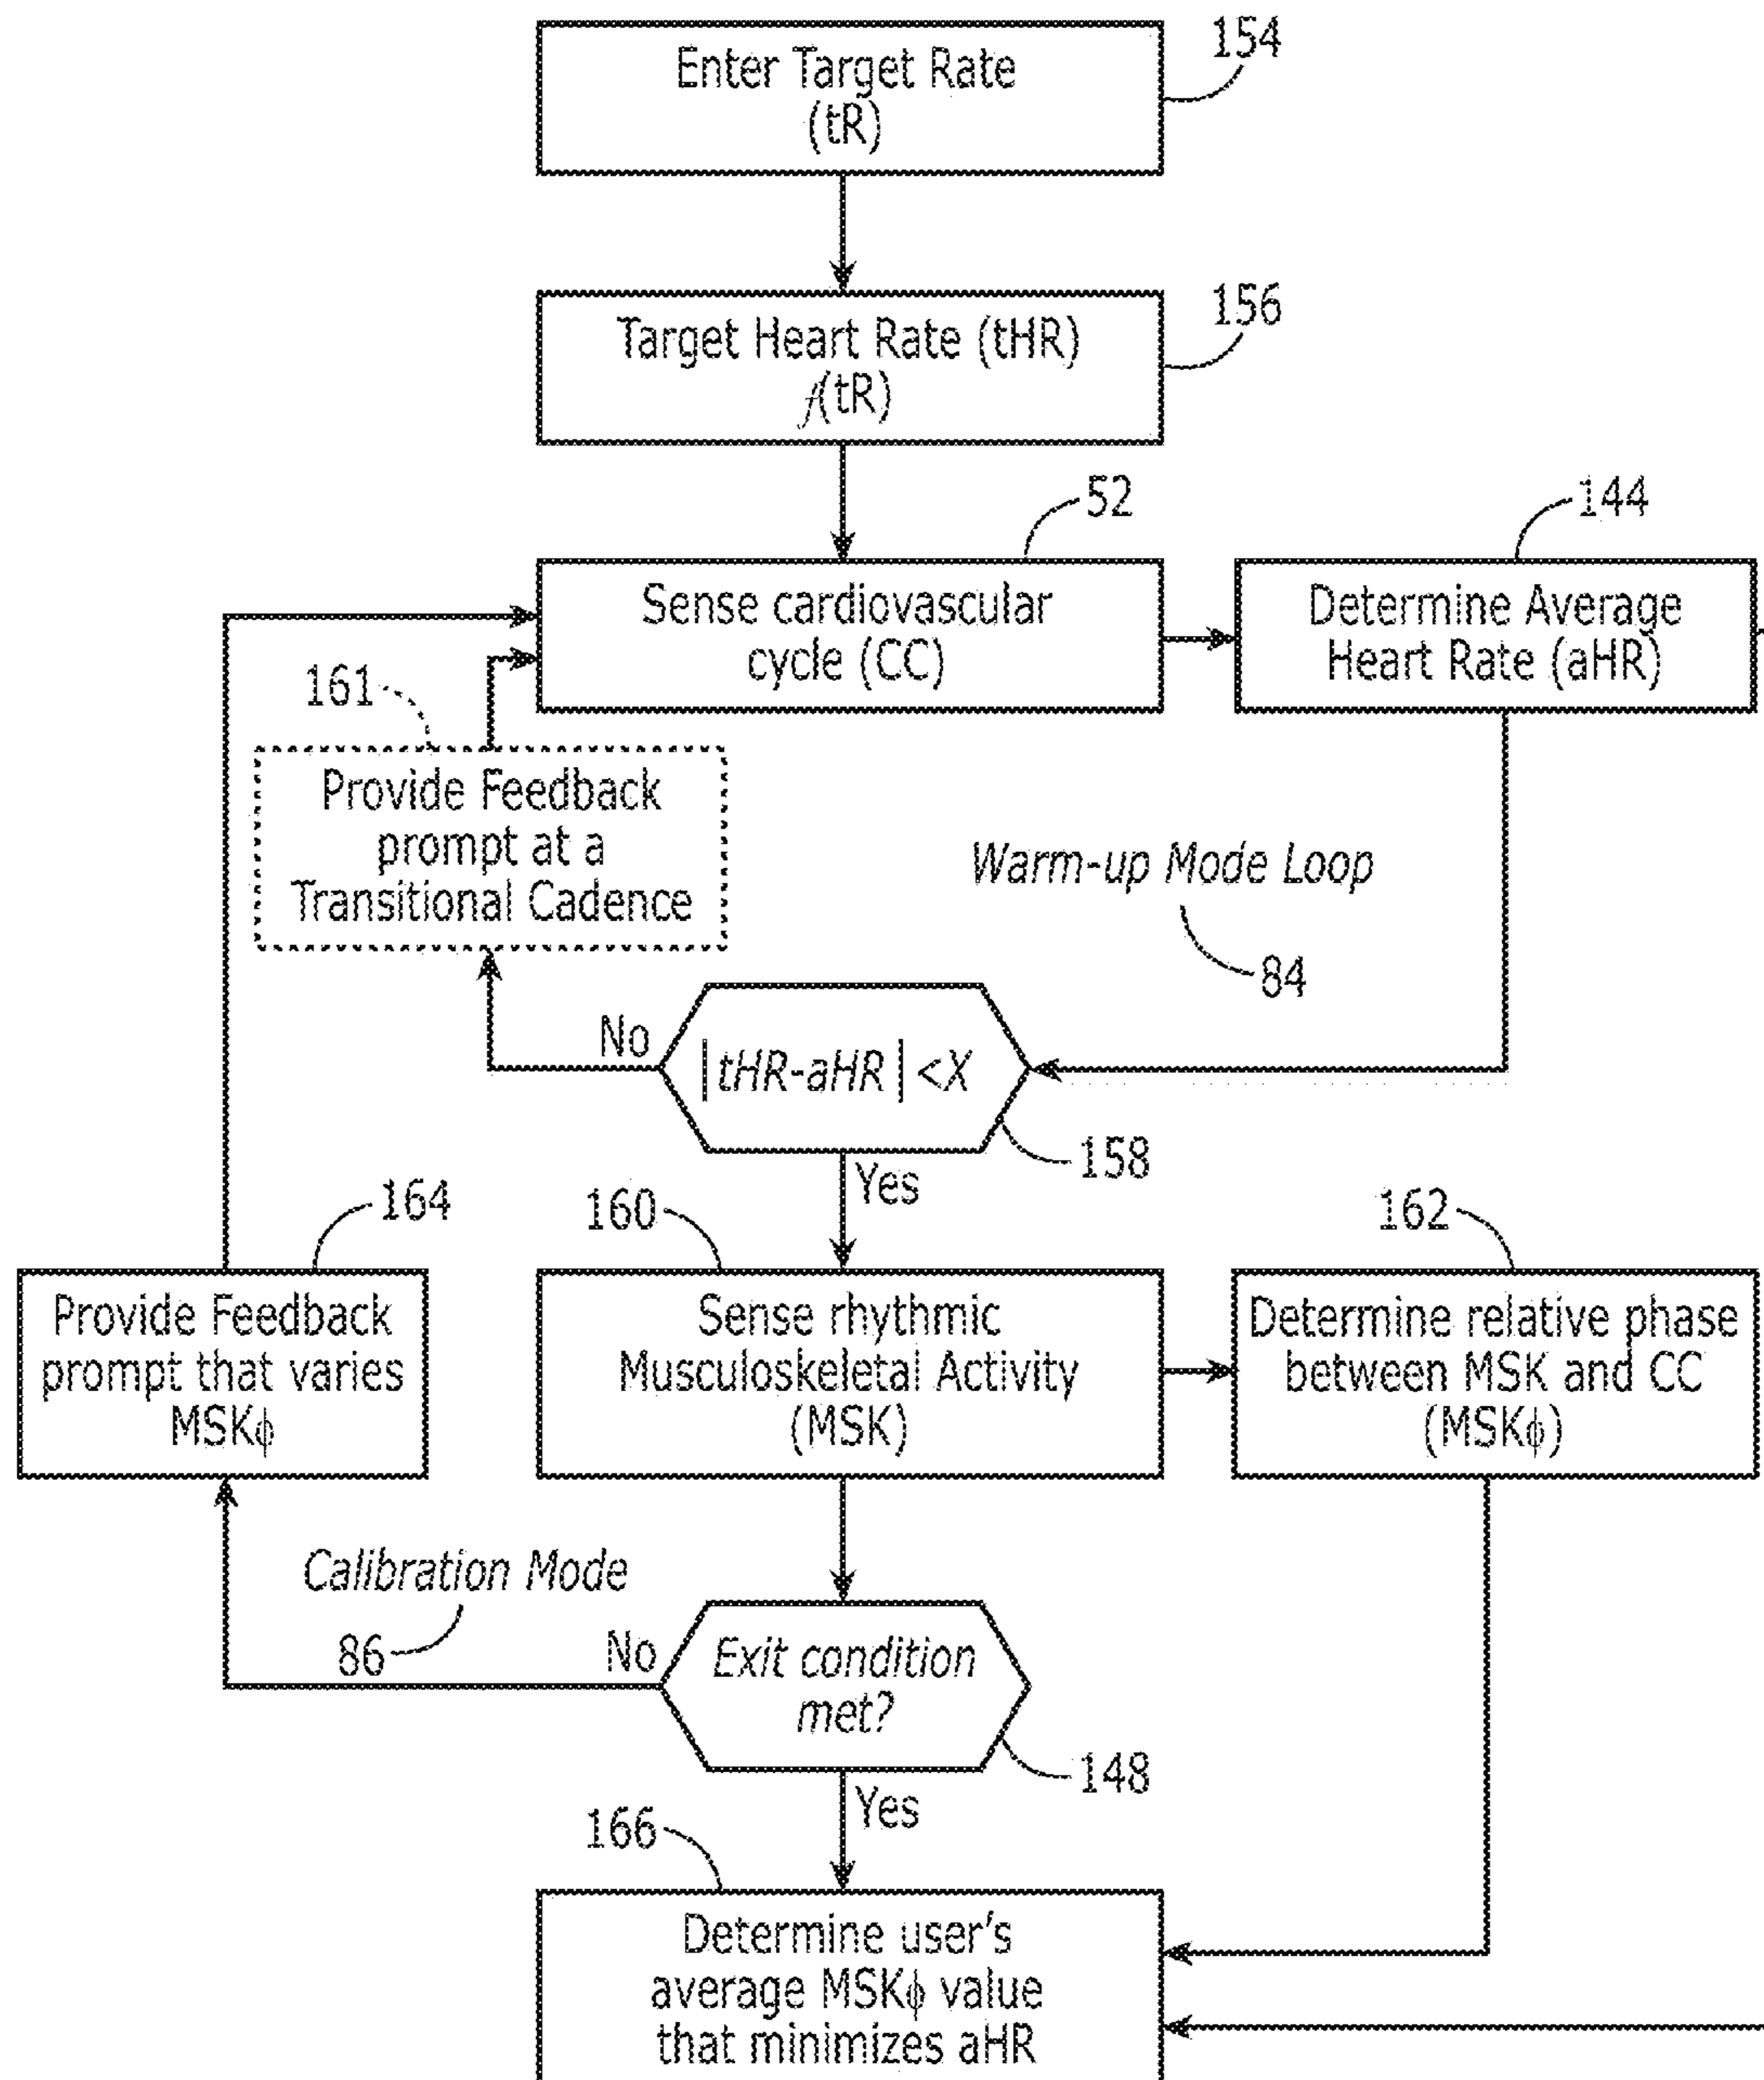 154
Enter Target Rate
(tR)
156
Target Heart Rate (tHR)
f(tR)
52
144
Sense cardiovascular
cycle (CC)
Determine Average
Heart Rate (aHR)
161
Provide Feedback
prompt at a
Transitional Cadence
Warm-up Mode Loop
84
No
|tHR-aHR|<X
158
Yes
164
160
162
Provide Feedback
prompt that varies
MSKϕ
Sense rhythmic
Musculoskeletal Activity
(MSK)
Determine relative phase
between MSK and CC
(MSKϕ)
Calibration Mode
86
No
Exit condition
met?
148
Yes
166
Determine user's
average MSKϕ value
that minimizes aHR